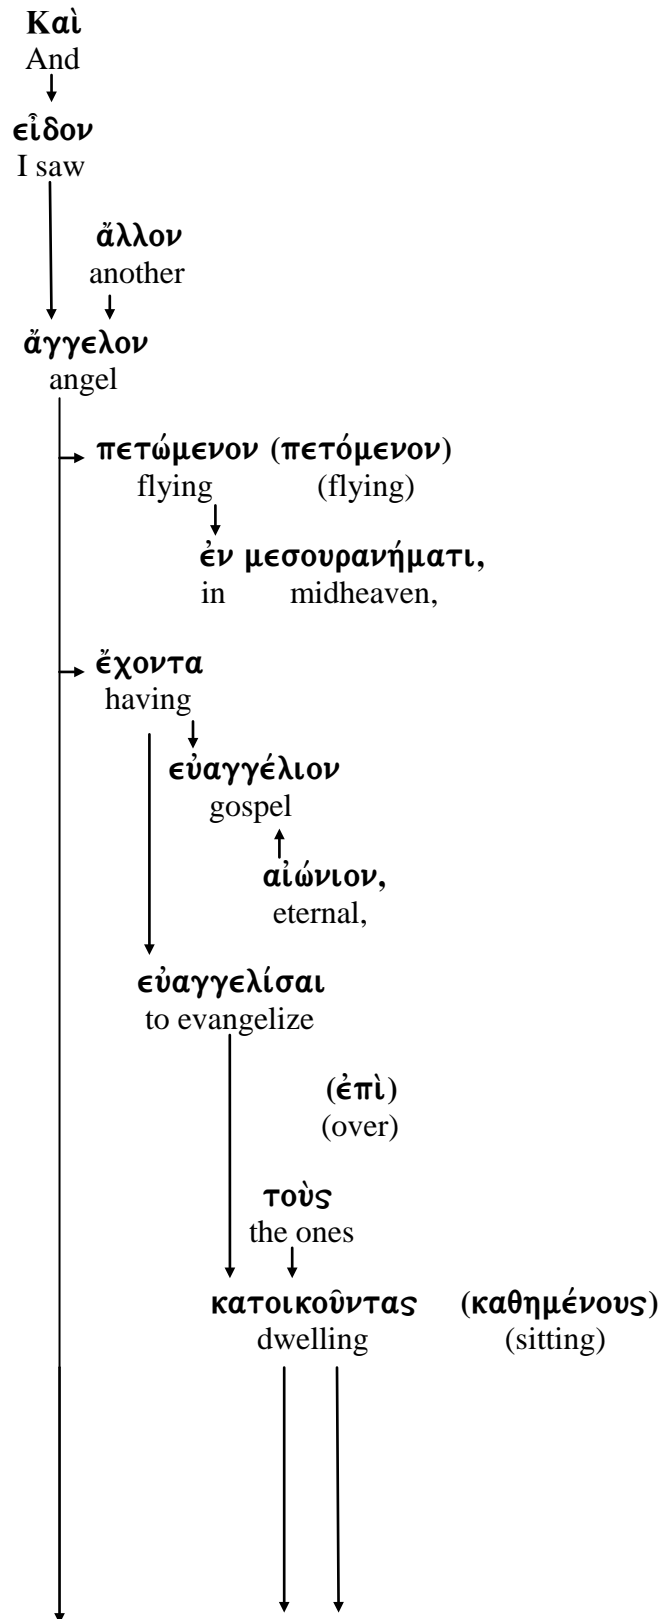 Καὶ
And
εἶδον
I saw
ἄλλον
another
ἄγγελον
angel
πετώμενον (πετόμενον)
flying (flying)
ἐν μεσουρανήματι,
in midheaven,
ἔχοντα
having
εὐαγγέλιον
gospel
αἰώνιον,
eternal,
εὐαγγελίσαι
to evangelize
(ἐπὶ)
(over)
τοὺς
the ones
κατοικοῦντας (καθημένους)
dwelling (sitting)